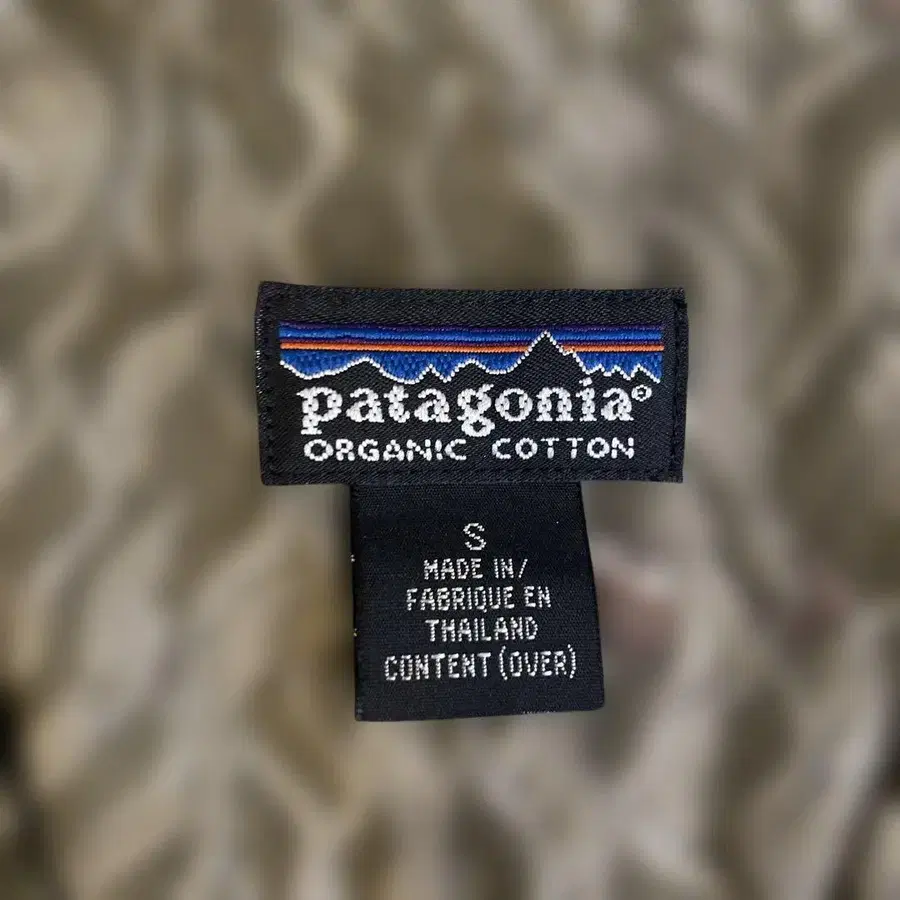 patagonia®
ORGANIC COTTON
S
MADE IN/
FABRIQUE EN
THAILAND
CONTENT (OVER)